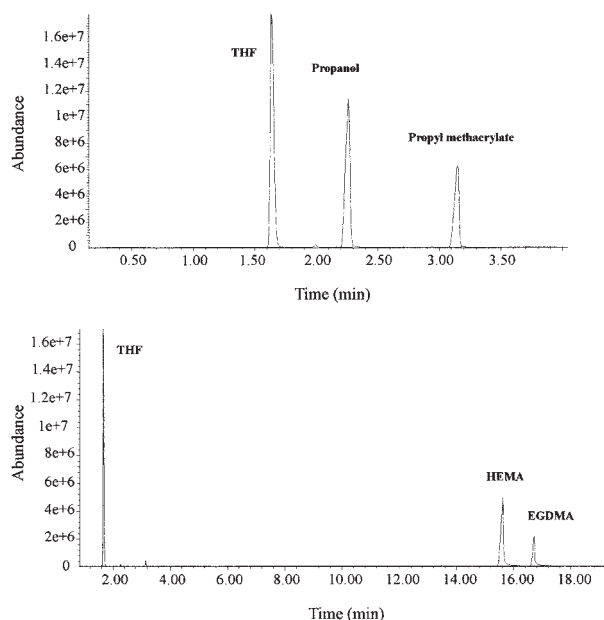 1.6e+7
THF
1.4e+7
Propanol
1.2e+7
Abundance
1e+7
8e+6
Propyl methacrylate
6e+6
4e+6
2e+6
0
0.50 1.00 1.50 2.00 2.50 3.00 3.50
Time (min)
1.6e+7
THF
1.4e+7
1.2e+7
Abundance
1e+7
8e+6
6e+6
HEMA
4e+6
EGDMA
2e+6
0
2.00 4.00 6.00 8.00 10.00 12.00 14.00 16.00 18.00
Time (min)